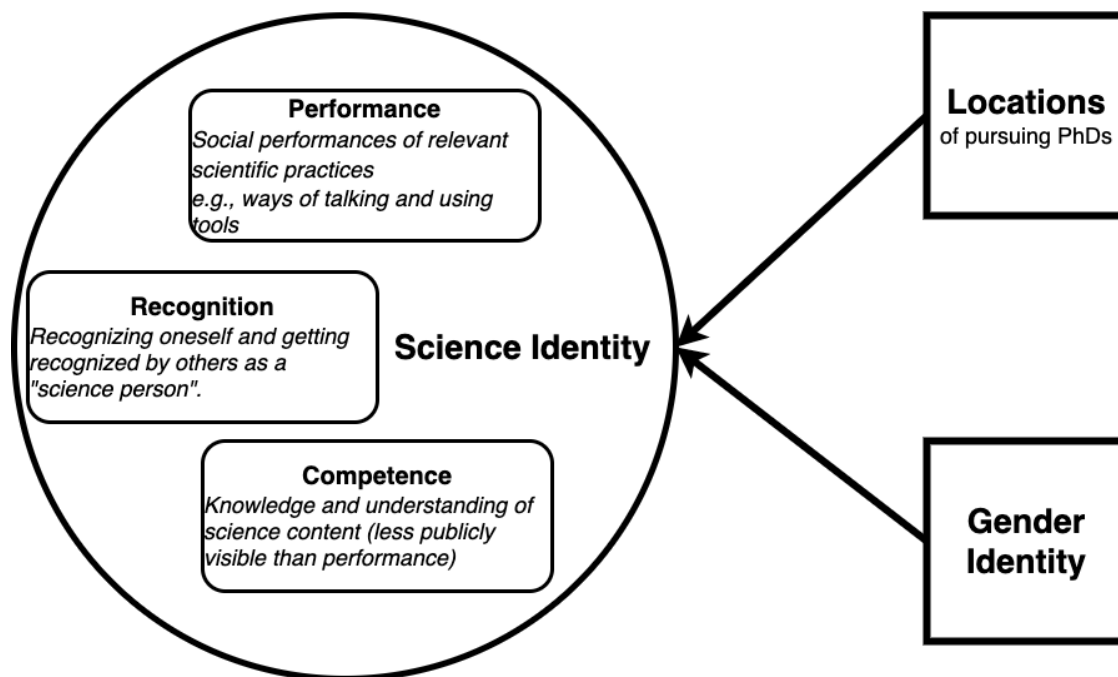 Performance
Social performances of relevant
scientific practices
e.g., ways of talking and using
tools
Recognition
Recognizing oneself and getting
recognized by others as a
"science person".
Science Identity
Competence
Knowledge and understanding of
science content (less publicly
visible than performance)
Locations
of pursuing PhDs
Gender
Identity